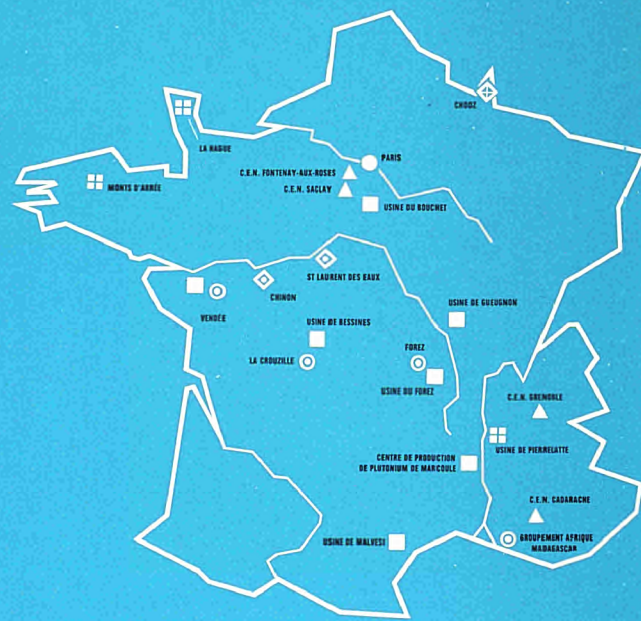 CHOOZ
LA HAGUE
PARIS
C.E.N. FONTENAY-AUX-ROSES
MONTS D'ARRÉE
C.E.N. SACLAY
USINE DU BOUCHET
ST LAURENT DES EAUX
CHINON
VENDÉE
USINE DE GUEUGNON
USINE DE BESSINES
LA CROUZILLE
FOREZ
USINE DU FOREZ
C.E.N. GRENOBLE
USINE DE PIERRELATTE
CENTRE DE PRODUCTION
DE PLUTONIUM DE MARCOULE
C.E.N. CADARACHE
USINE DE MALVESI
GROUPEMENT AFRIQUE
MADAGASCAR